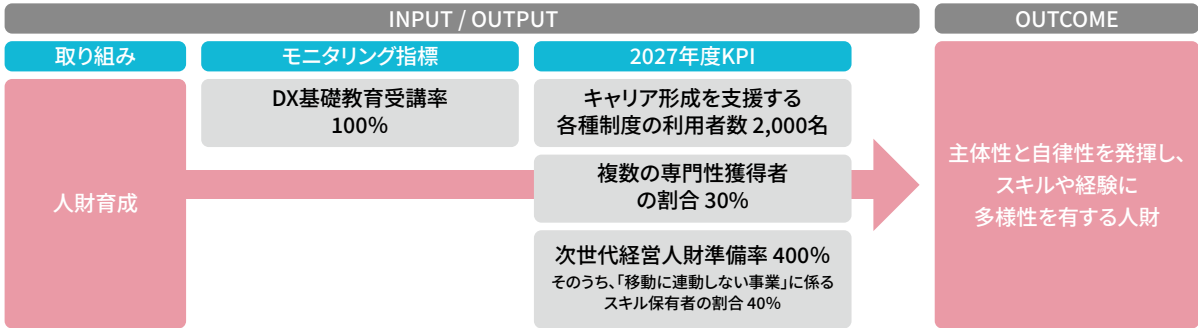 INPUT / OUTPUT
OUTCOME
取り組み
モニタリング指標
2027年度KPI
人財育成
DX基礎教育受講率
100%
キャリア形成を支援する
各種制度の利用者数 2,000名
複数の専門性獲得者
の割合 30%
次世代経営人財準備率 400%
そのうち、「移動に連動しない事業」に係る
スキル保有者の割合 40%
主体性と自律性を発揮し、
スキルや経験に
多様性を有する人財